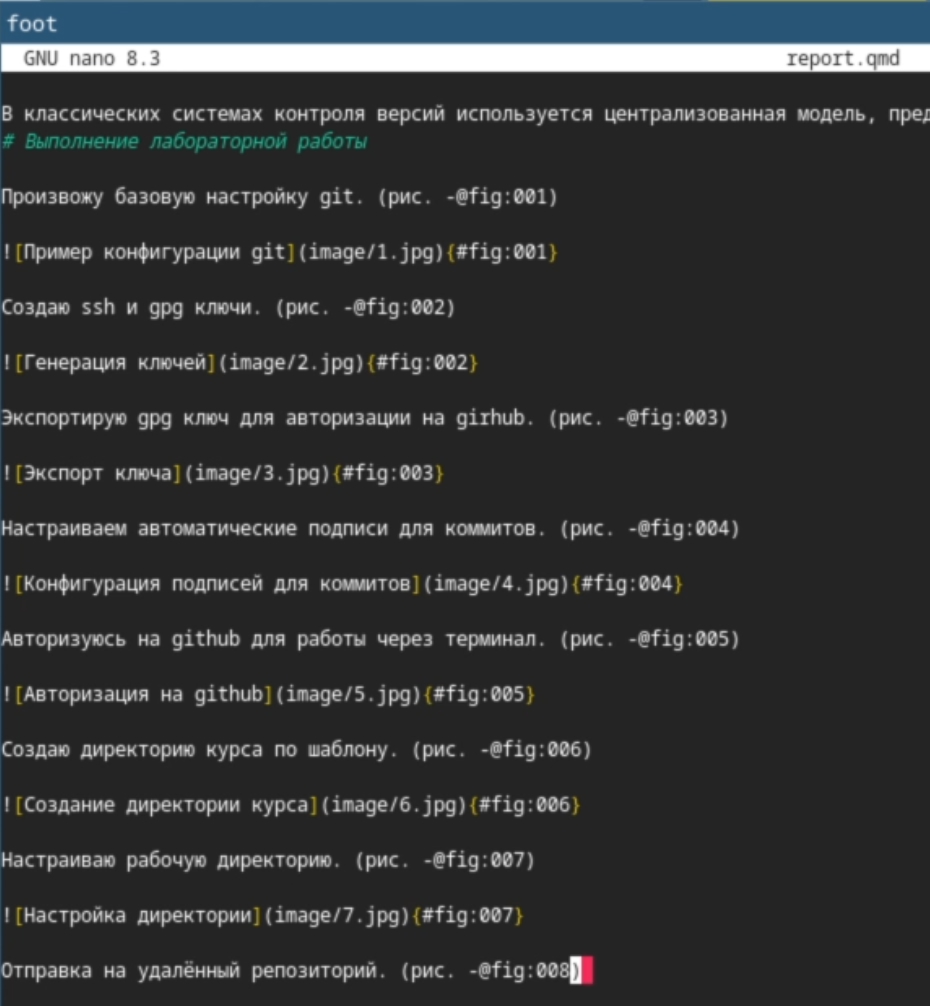 foot
GNU nano 8.3 report.qmd
В классических системах контроля версий используется централизованная модель, пред
# Выполнение лабораторной работы
Произвожу базовую настройку git. (рис. -@fig:001)
![Пример конфигурации git](image/1.jpg){#fig:001}
Создаю ssh и gpg ключи. (рис. -@fig:002)
![Генерация ключей](image/2.jpg){#fig:002}
Экспортирую gpg ключ для авторизации на girhub. (рис. -@fig:003)
![Экспорт ключа](image/3.jpg){#fig:003}
Настраиваем автоматические подписи для коммитов. (рис. -@fig:004)
![Конфигурация подписей для коммитов](image/4.jpg){#fig:004}
Авторизуюсь на github для работы через терминал. (рис. -@fig:005)
![Авторизация на github](image/5.jpg){#fig:005}
Создаю директорию курса по шаблону. (рис. -@fig:006)
![Создание директории курса](image/6.jpg){#fig:006}
Настраиваю рабочую директорию. (рис. -@fig:007)
![Настройка директории](image/7.jpg){#fig:007}
Отправка на удалённый репозиторий. (рис. -@fig:008)